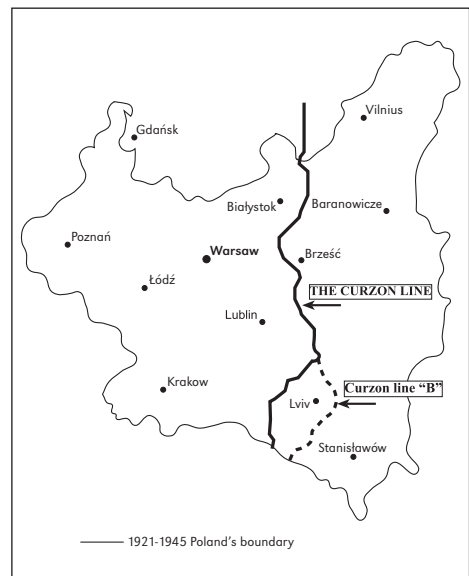 Vilnius
Gdańsk
Białystok
Baranowicze
Poznań
Warsaw
Brześć
Łódź
THE CURZON LINE
Lublin
Krakow
Curzon line “B”
Lviv
Stanisławów
1921-1945 Poland’s boundary